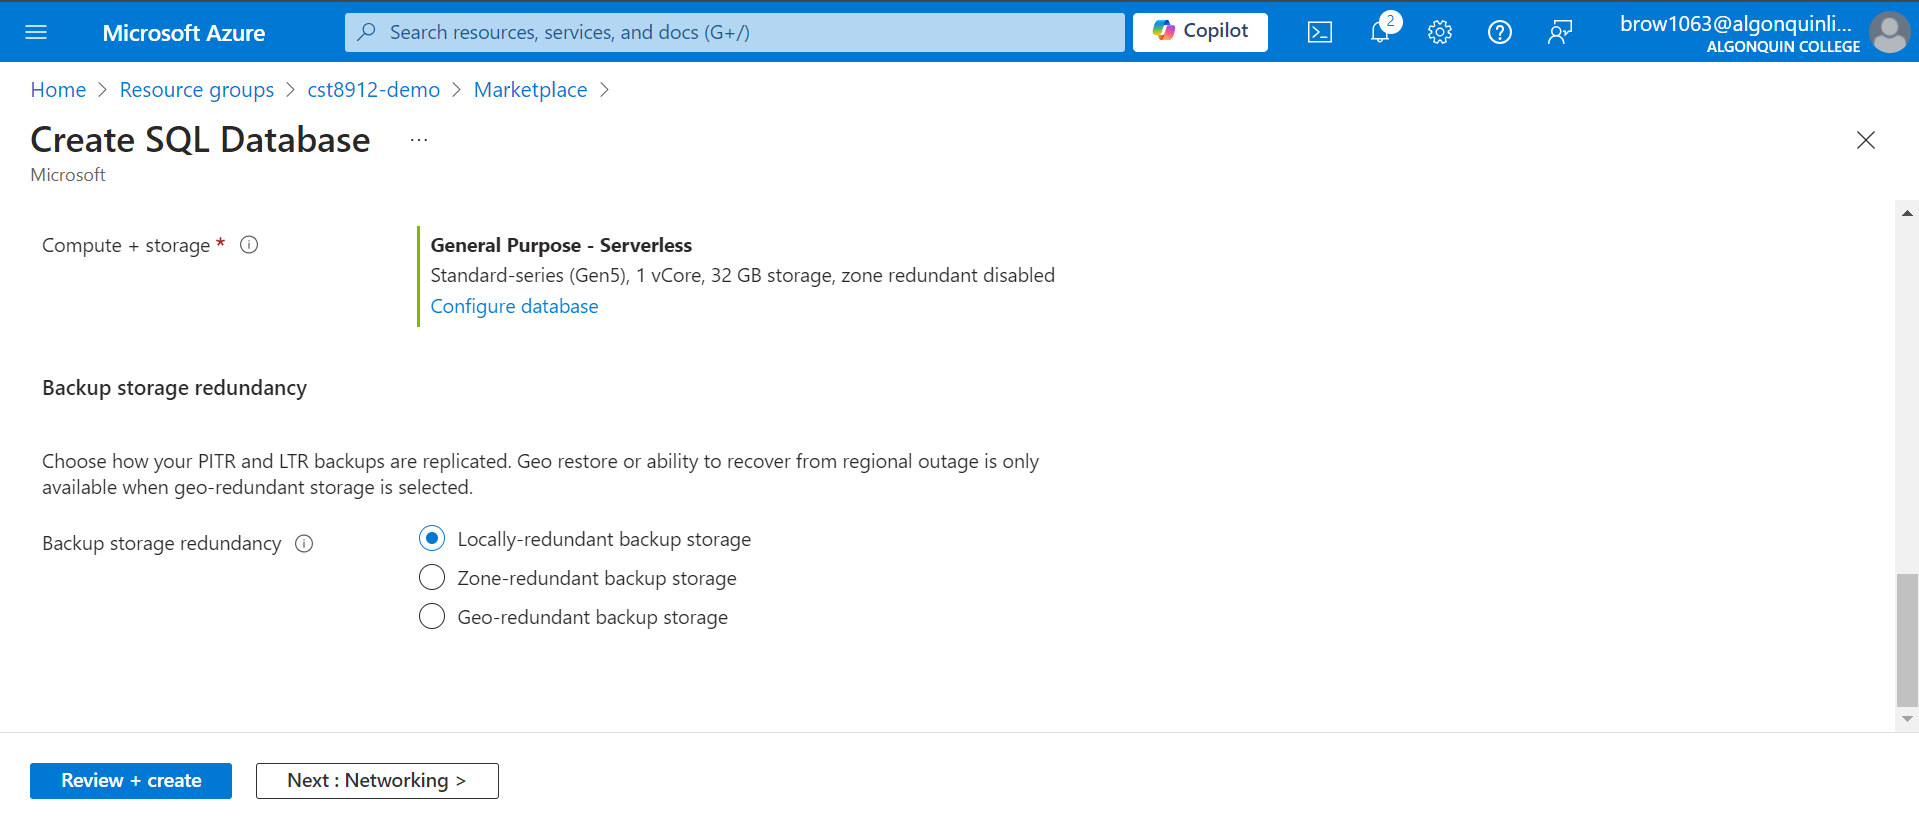 Microsoft Azure
Search resources, services, and docs (G+/)
Copilot
2
brow1063@algonquinli...
ALGONQUIN COLLEGE
Home > Resource groups > cst8912-demo > Marketplace >
Create SQL Database ...
Microsoft
Compute + storage *
General Purpose - Serverless
Standard-series (Gen5), 1 vCore, 32 GB storage, zone redundant disabled
Configure database
Backup storage redundancy
Choose how your PITR and LTR backups are replicated. Geo restore or ability to recover from regional outage is only
available when geo-redundant storage is selected.
Backup storage redundancy
Locally-redundant backup storage
Zone-redundant backup storage
Geo-redundant backup storage
Review + create
Next : Networking >